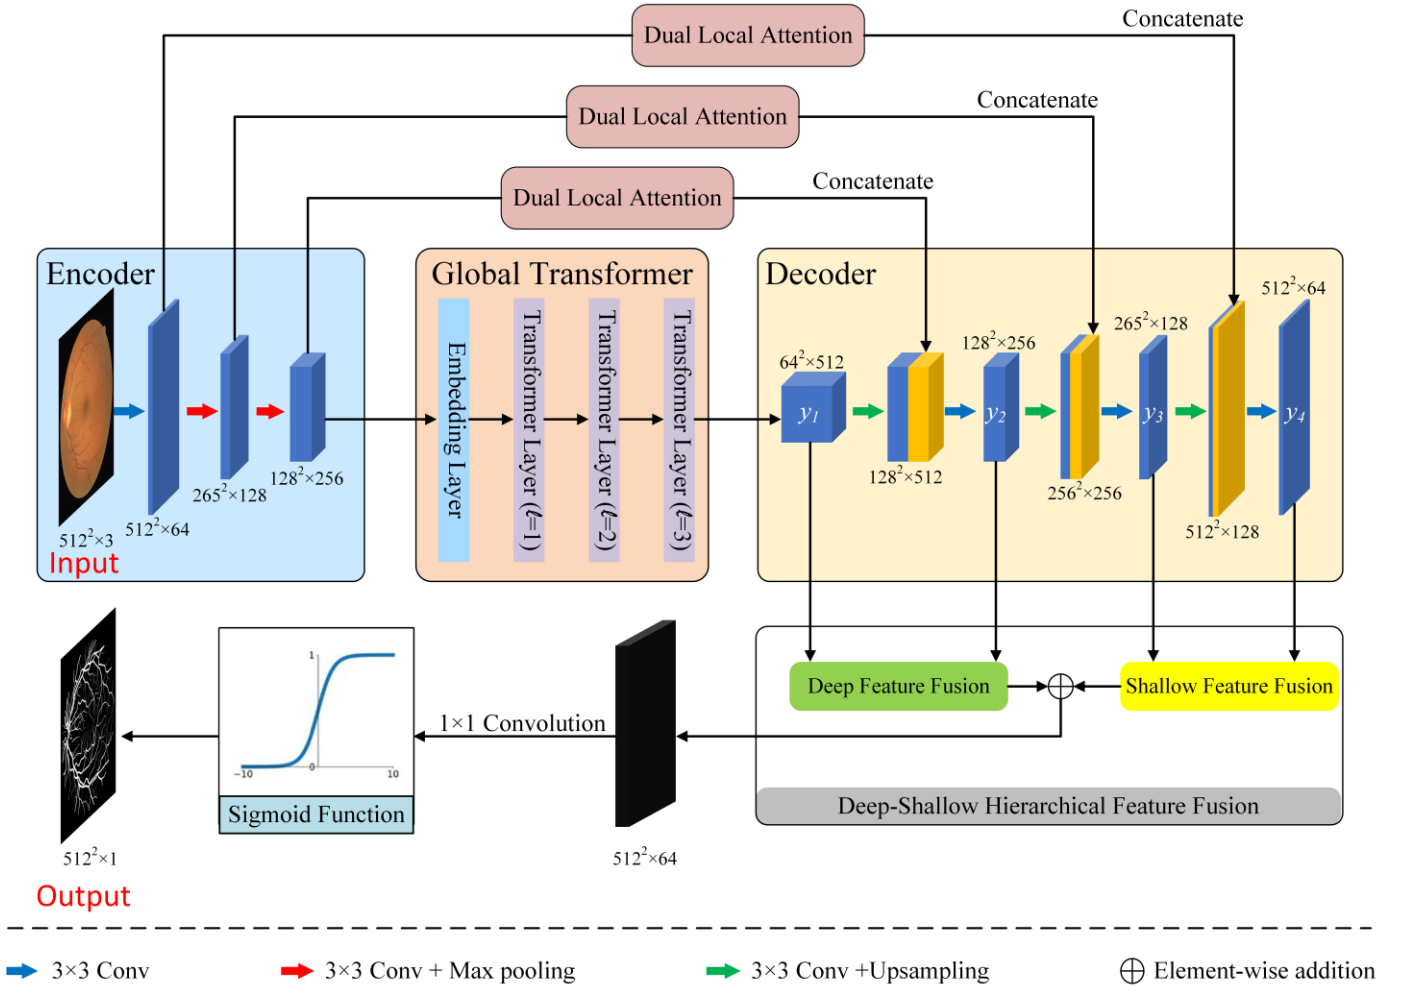 Concatenate
Dual Local Attention
Concatenate
Dual Local Attention
Concatenate
Dual Local Attention
Encoder
Global Transformer
Decoder
512²×3
Input
512²×64
265²×128
128²×256
Embedding Layer
Transformer Layer (ℓ=1)
Transformer Layer (ℓ=2)
Transformer Layer (ℓ=3)
64²×512
y₁
128²×512
128²×256
y₂
256²×256
265²×128
y₃
512²×128
512²×64
y₄
Deep Feature Fusion
Shallow Feature Fusion
Deep-Shallow Hierarchical Feature Fusion
512²×64
1×1 Convolution
1
0
−10
10
Sigmoid Function
512²×1
Output
3×3 Conv
3×3 Conv + Max pooling
3×3 Conv +Upsampling
Element-wise addition